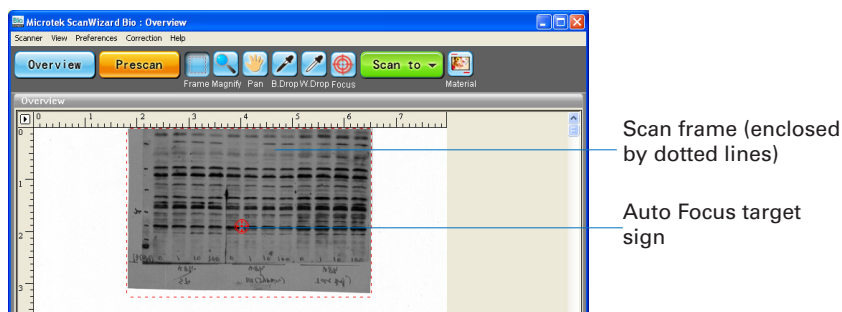 Microtek ScanWizard Bio : Overview
Scanner View Preferences Correction Help
Overview Prescan Scan to
Frame Magnify Pan B.Drop W.Drop Focus Material
Overview
0 1 2 3 4 5 6 7
0
1
2
3
Scan frame (enclosed
by dotted lines)
Auto Focus target
sign